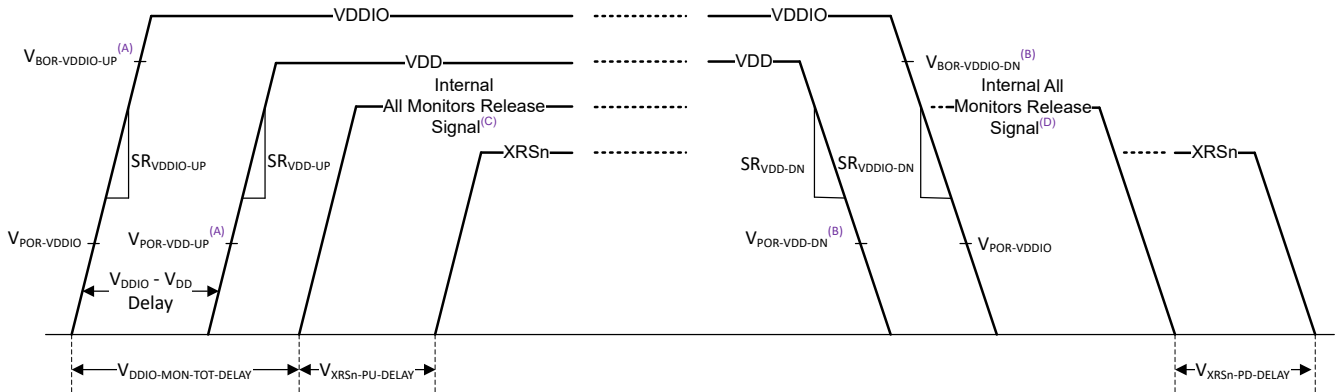 VDDIO
VDDIO
V_BOR-VDDIO-UP (A)
V_BOR-VDDIO-DN (B)
VDD
VDD
Internal
All Monitors Release
Signal(C)
Internal All
Monitors Release
Signal(D)
XRSn
XRSn
SR_VDDIO-UP
SR_VDD-UP
SR_VDD-DN
SR_VDDIO-DN
V_POR-VDDIO
V_POR-VDD-UP (A)
V_POR-VDD-DN (B)
V_POR-VDDIO
V_DDIO - V_DD
Delay
V_DDIO-MON-TOT-DELAY
V_XRSn-PU-DELAY
V_XRSn-PD-DELAY